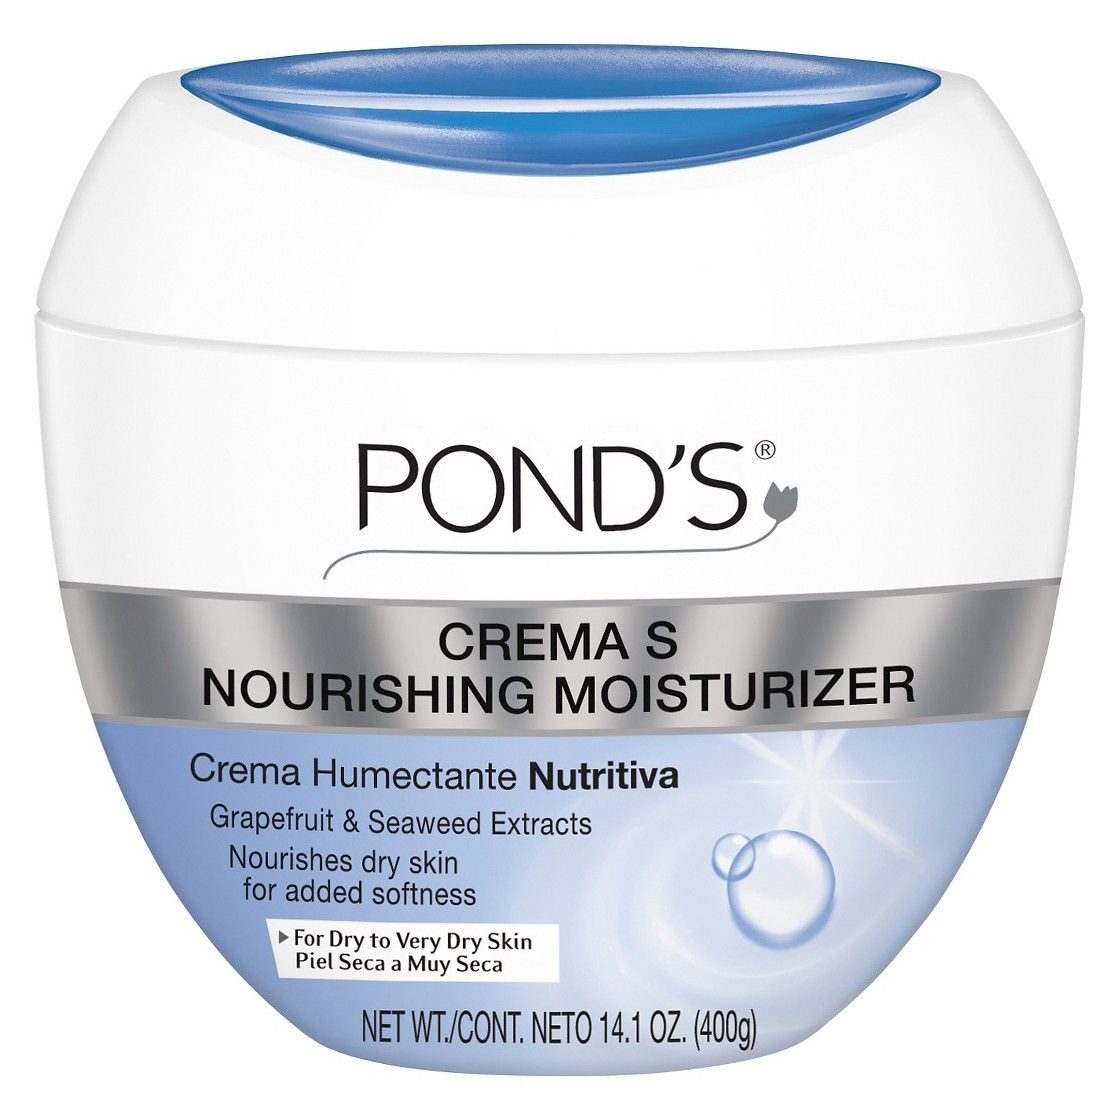 POND'S®
CREMA S
NOURISHING MOISTURIZER
Crema Humectante Nutritiva
Grapefruit & Seaweed Extracts
Nourishes dry skin
for added softness
For Dry to Very Dry Skin
Piel Seca a Muy Seca
NET WT./CONT. NETO 14.1 OZ. (400g)